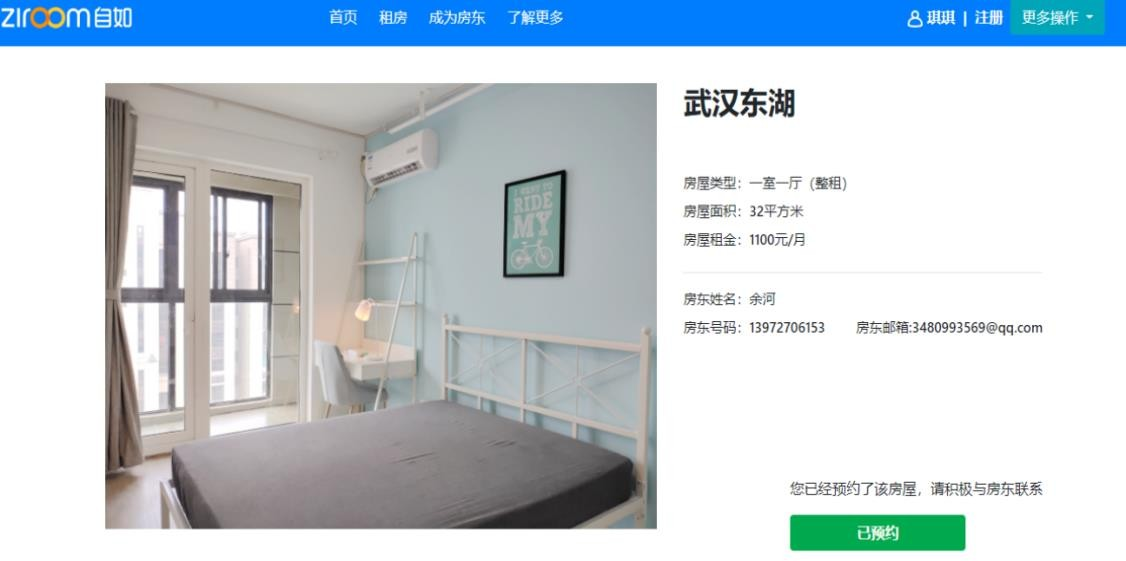 ziroom自如 首页 租房 成为房东 了解更多 琪琪 | 注册 更多操作
武汉东湖
I WANT TO
RIDE
MY
房屋类型：一室一厅（整租）
房屋面积：32平方米
房屋租金：1100元/月
房东姓名：余河
房东号码：13972706153 房东邮箱:3480993569@qq.com
您已经预约了该房屋，请积极与房东联系
已预约